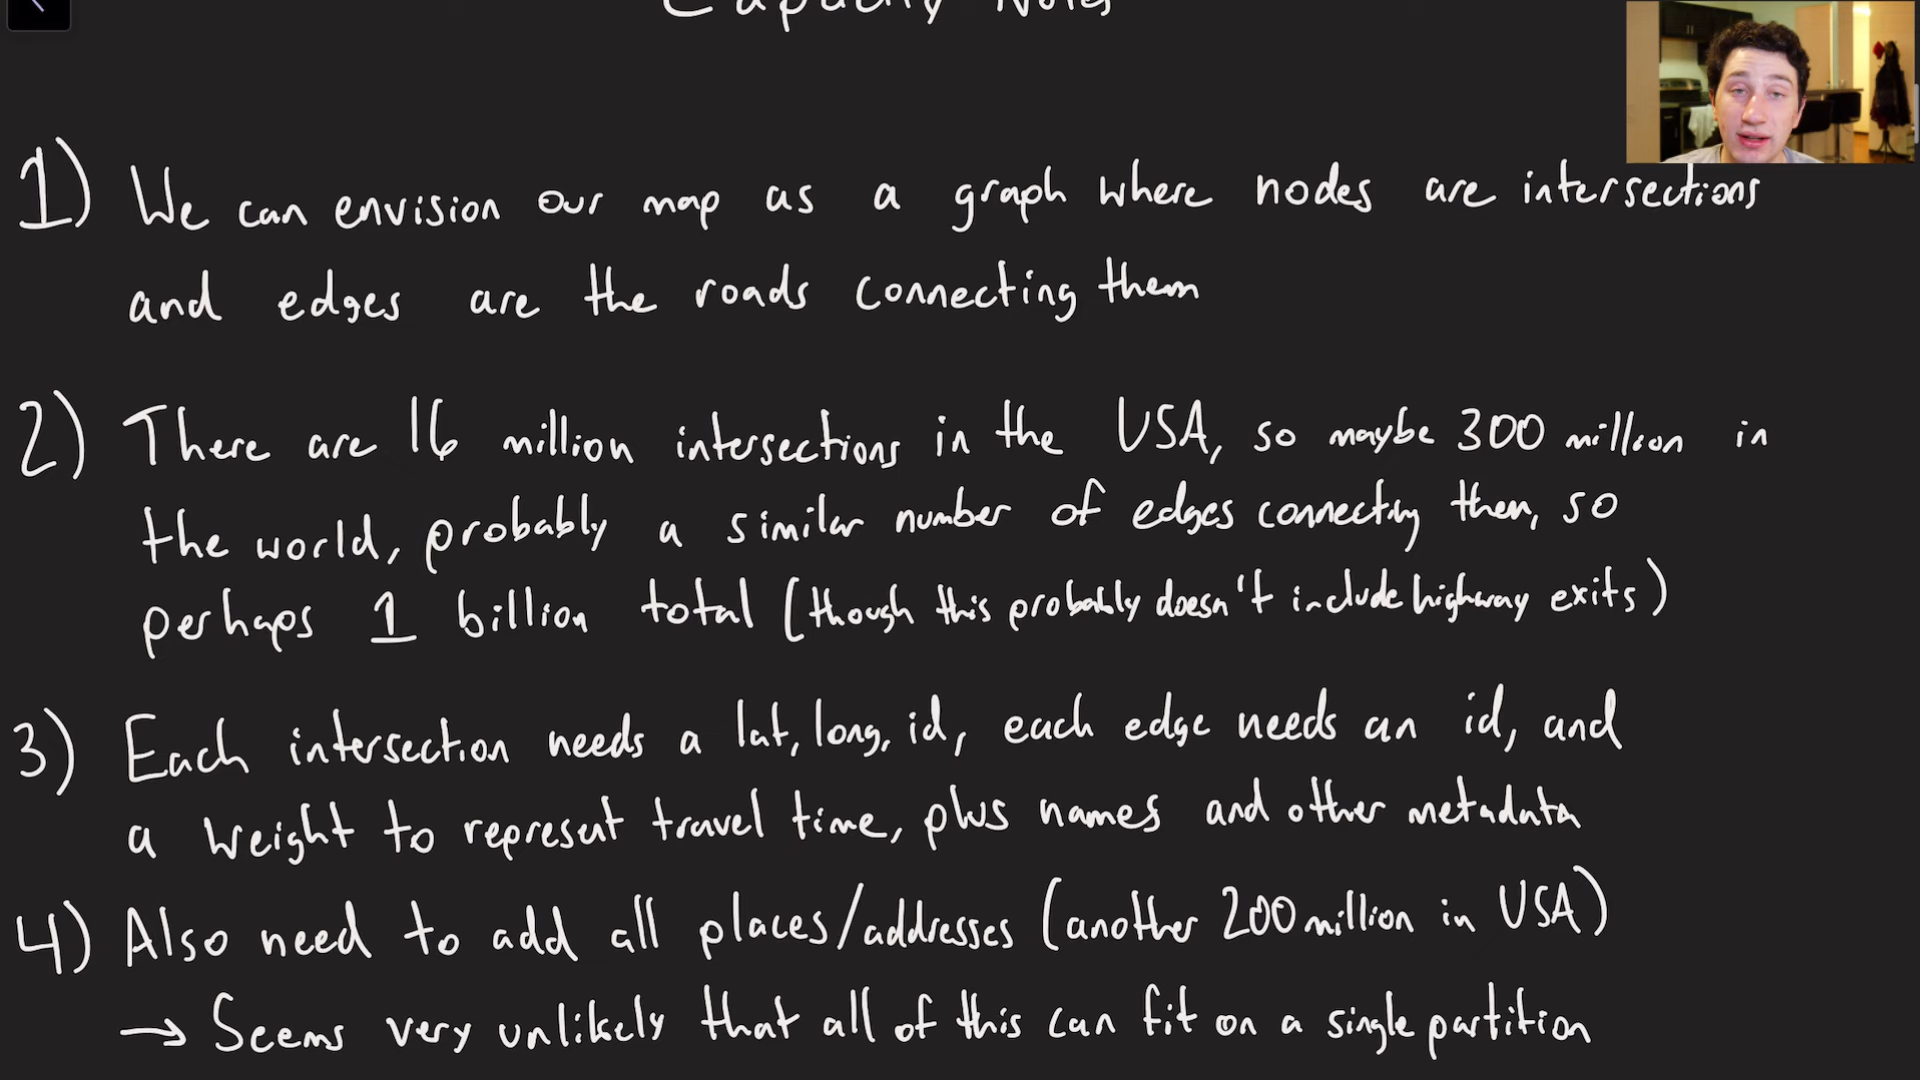 Capacity
1) We can envision our map as a graph where nodes are intersections
and edges are the roads connecting them
2) There are 16 million intersections in the USA, so maybe 300 million in
the world, probably a similar number of edges connecting them, so
perhaps 1 billion total (though this probably doesn't include highway exits)
3) Each intersection needs a lat, long, id, each edge needs an id, and
a weight to represent travel time, plus names and other metadata
4) Also need to add all places/addresses (another 200 million in USA)
→ Seems very unlikely that all of this can fit on a single partition